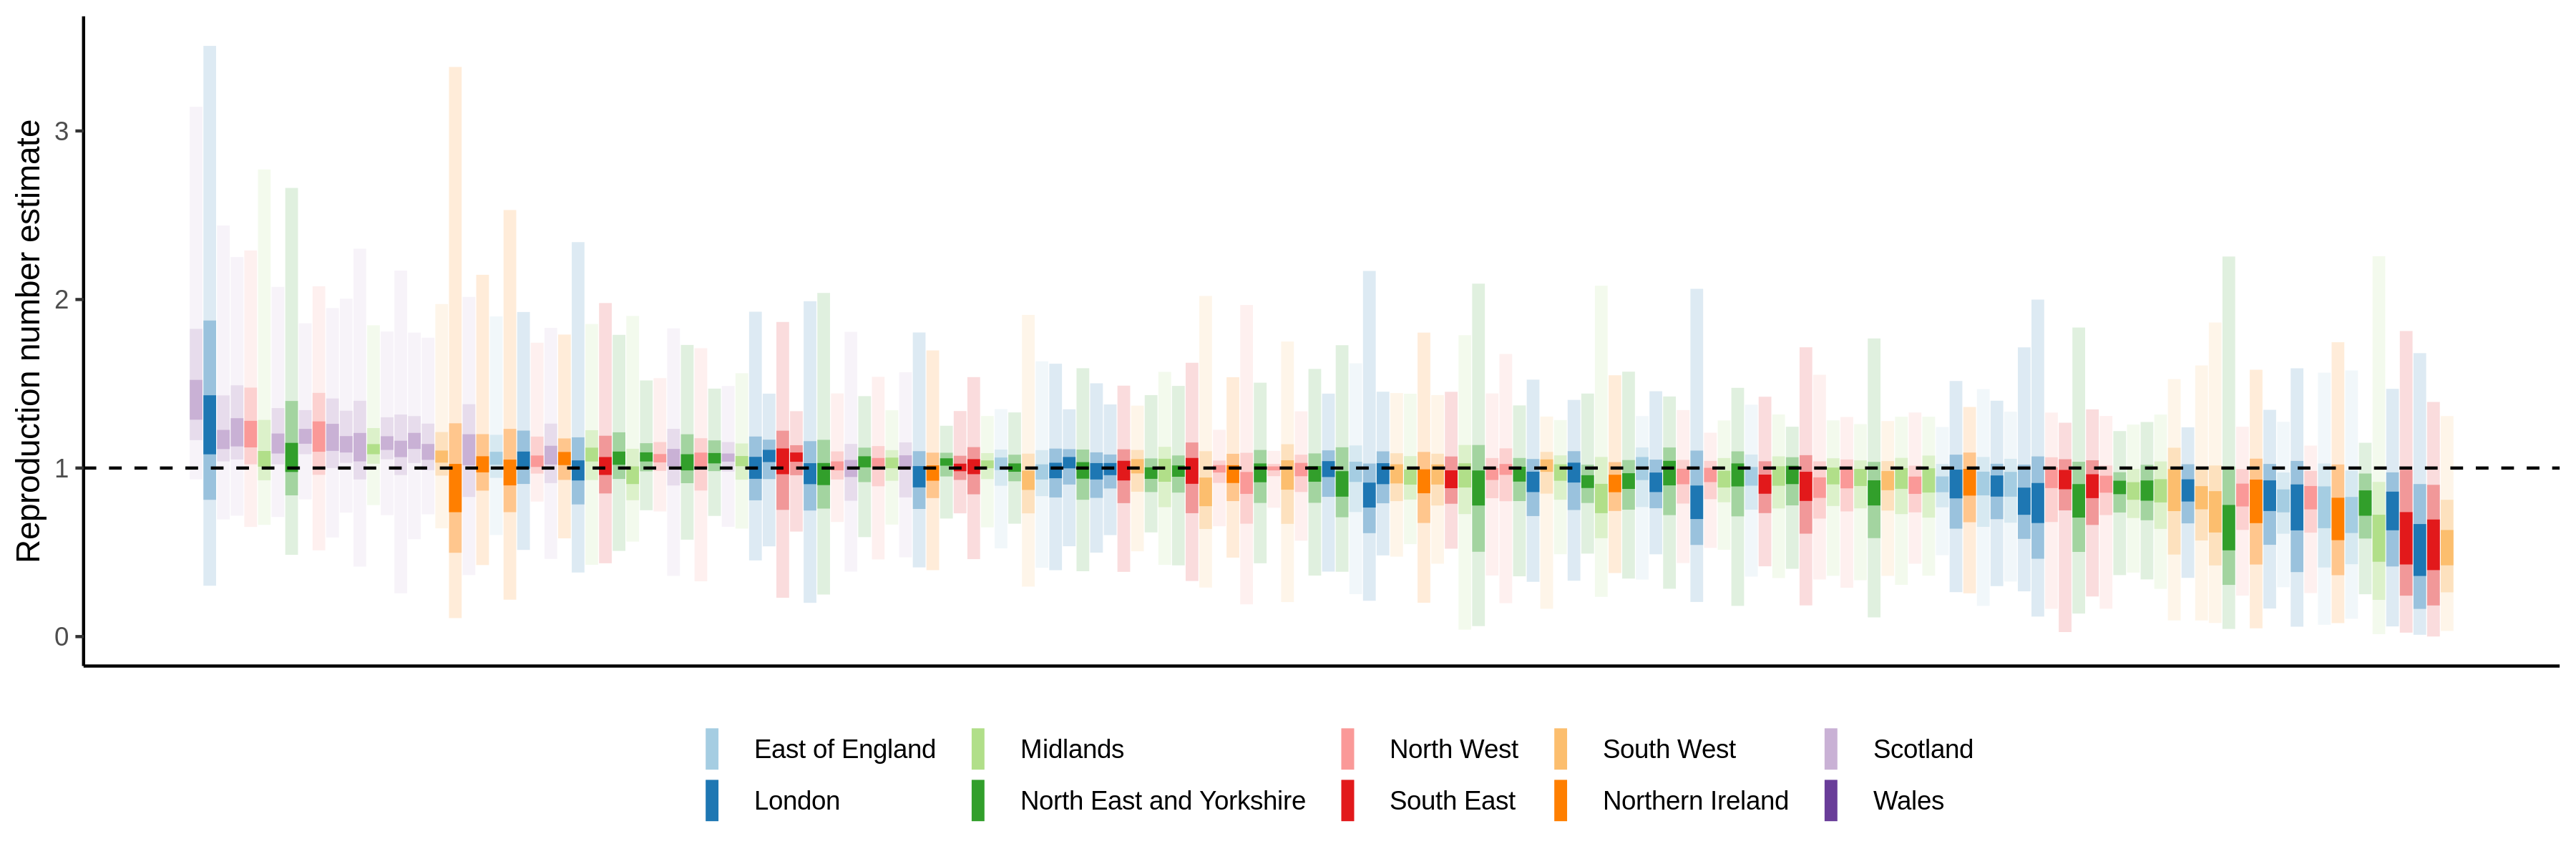 Reproduction number estimate
3
2
1
0
East of England Midlands North West South West Scotland
London North East and Yorkshire South East Northern Ireland Wales